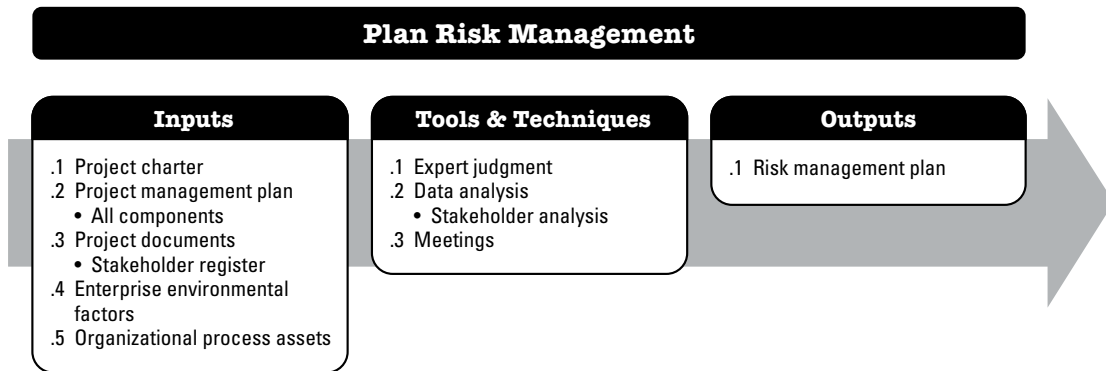 Plan Risk Management
Inputs
.1 Project charter
.2 Project management plan
• All components
.3 Project documents
• Stakeholder register
.4 Enterprise environmental
factors
.5 Organizational process assets
Tools & Techniques
.1 Expert judgment
.2 Data analysis
• Stakeholder analysis
.3 Meetings
Outputs
.1 Risk management plan